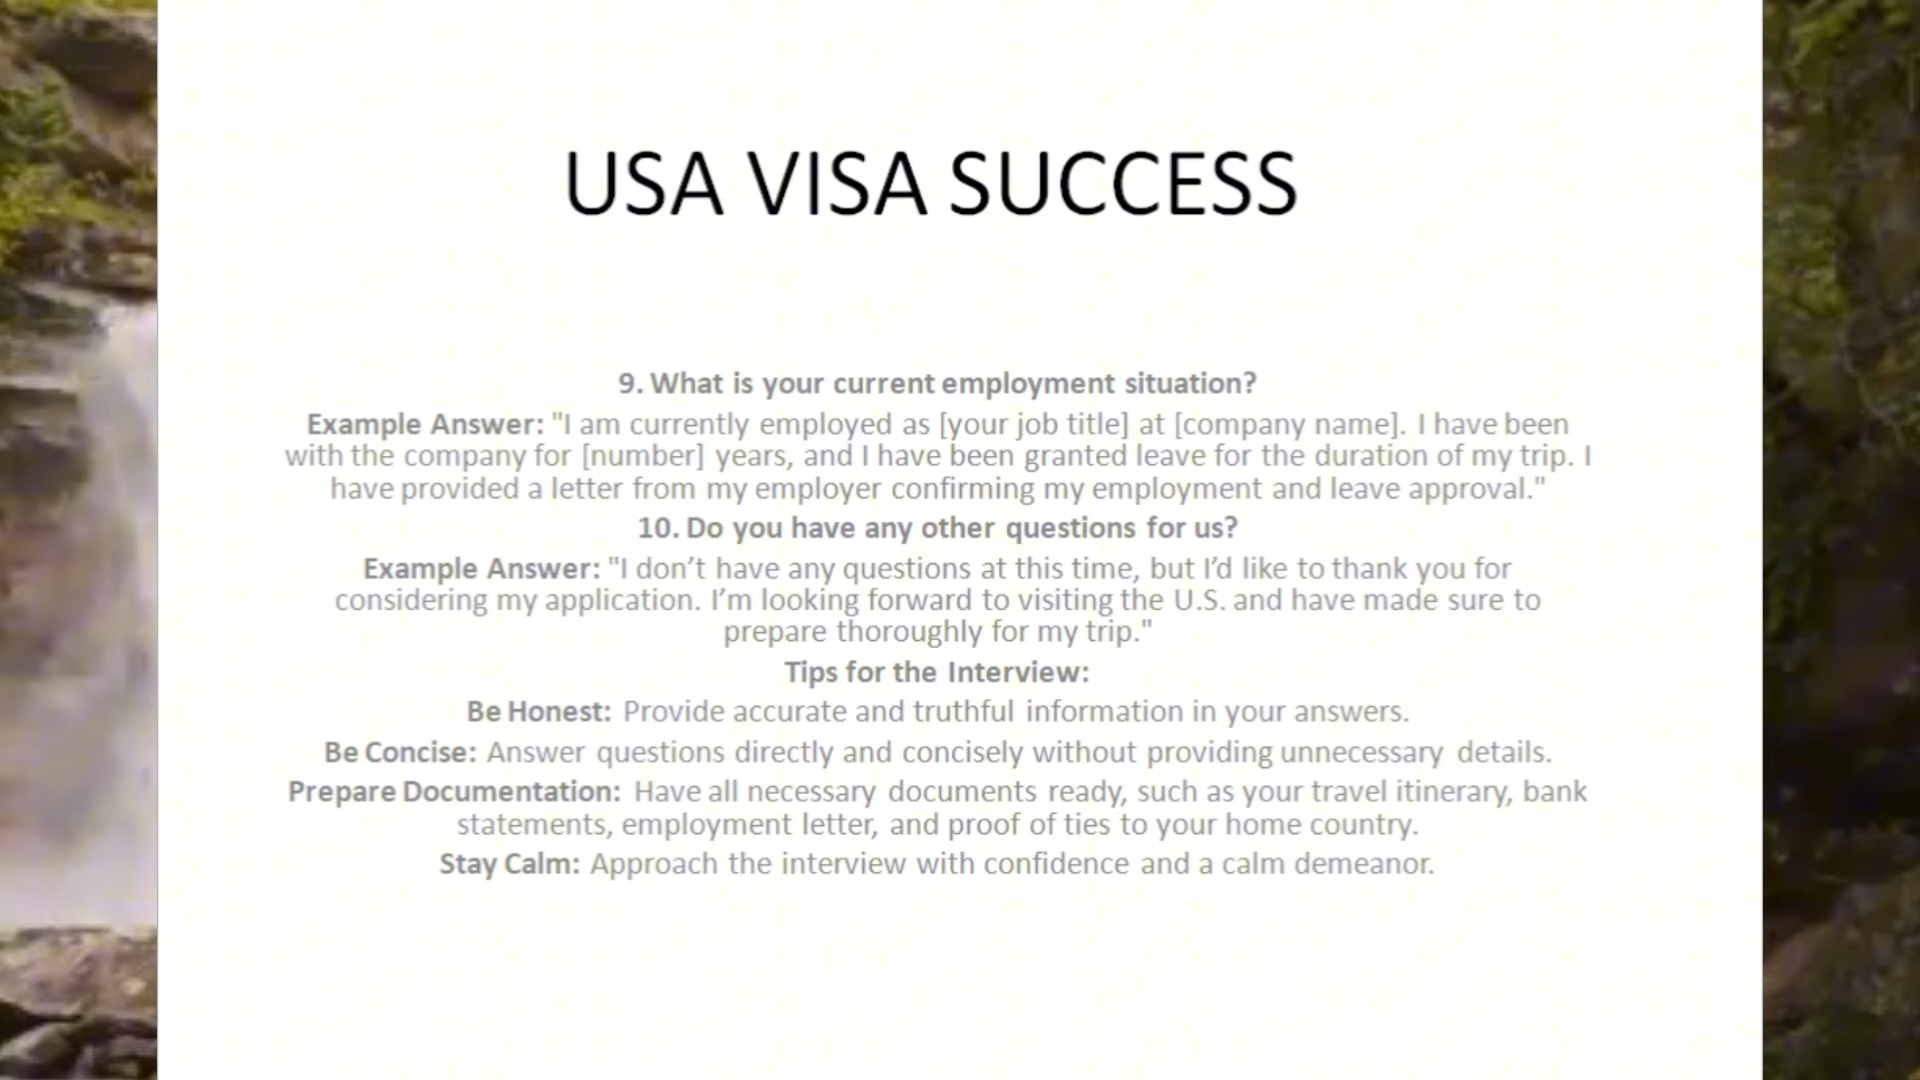 USA VISA SUCCESS
9. What is your current employment situation?
Example Answer: "I am currently employed as [your job title] at [company name]. I have been
with the company for [number] years, and I have been granted leave for the duration of my trip. I
have provided a letter from my employer confirming my employment and leave approval."
10. Do you have any other questions for us?
Example Answer: "I don’t have any questions at this time, but I’d like to thank you for
considering my application. I’m looking forward to visiting the U.S. and have made sure to
prepare thoroughly for my trip."
Tips for the Interview:
Be Honest: Provide accurate and truthful information in your answers.
Be Concise: Answer questions directly and concisely without providing unnecessary details.
Prepare Documentation: Have all necessary documents ready, such as your travel itinerary, bank
statements, employment letter, and proof of ties to your home country.
Stay Calm: Approach the interview with confidence and a calm demeanor.